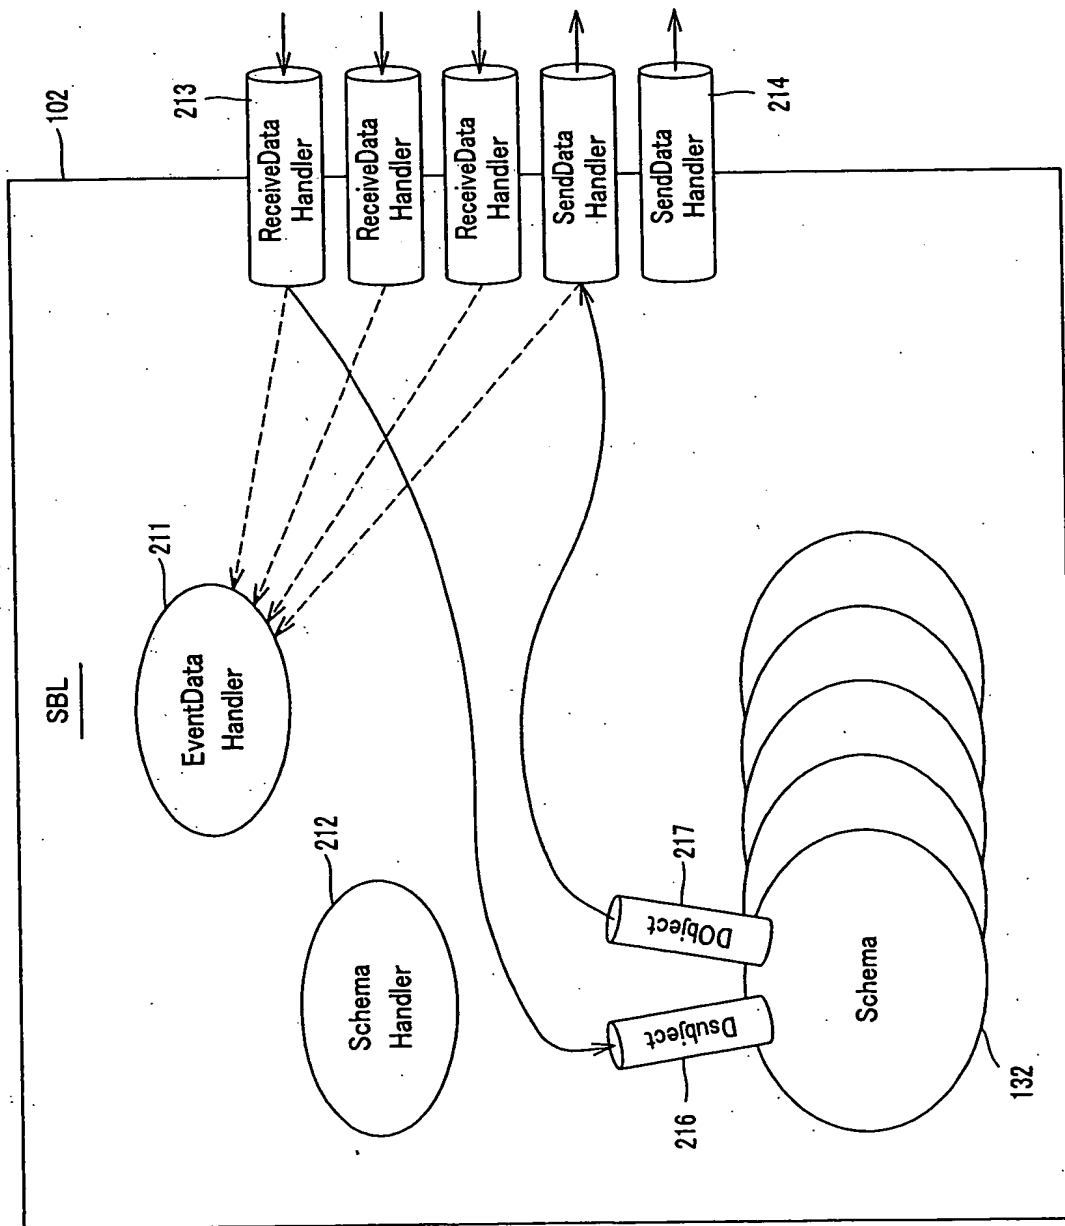 SBL
102
EventData
Handler
211
Schema
Handler
212
213
ReceiveData
Handler
ReceiveData
Handler
ReceiveData
Handler
SendData
Handler
SendData
Handler
214
Dsubject
216
DObject
217
Schema
132